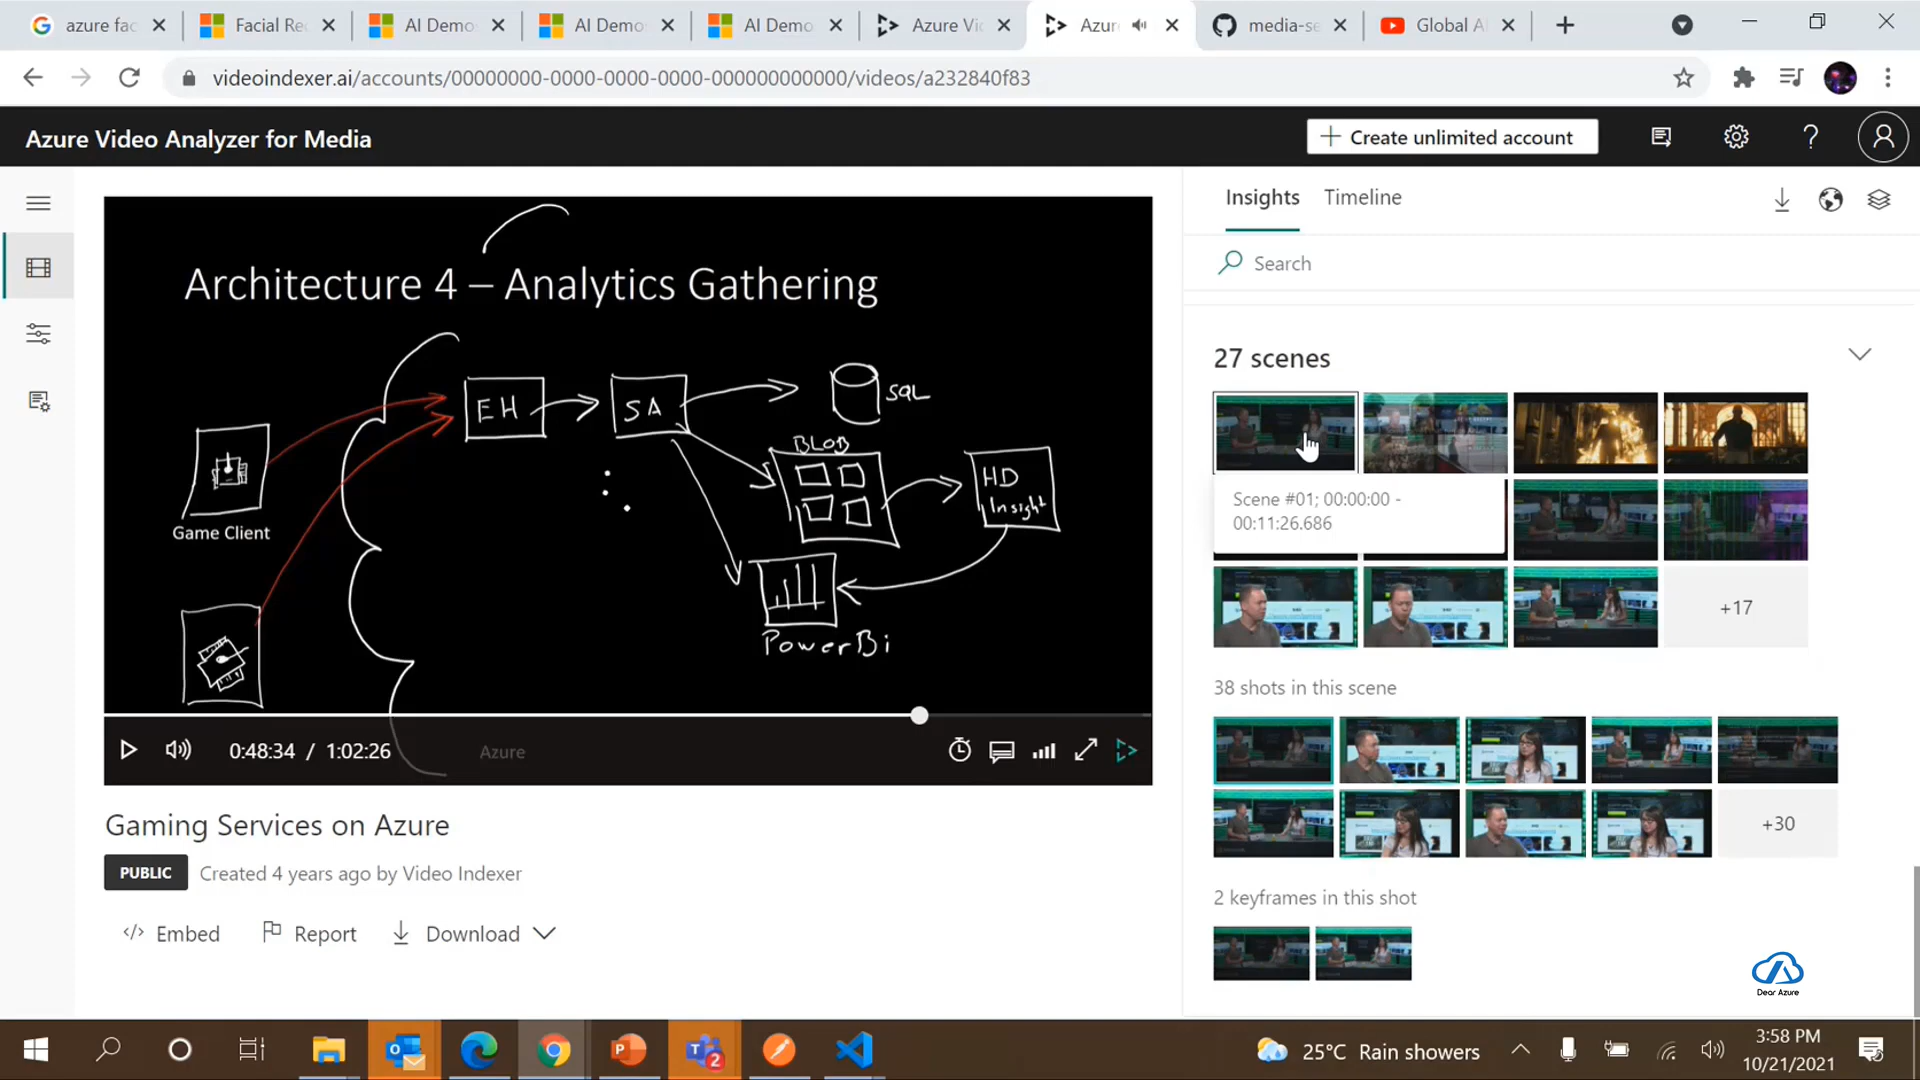 azure fac
Facial Re
AI Demo
AI Demo
AI Demo
Azure Vi
Azur
media-se
Global A
videoindexer.ai/accounts/00000000-0000-0000-0000-000000000000/videos/a232840f83
Azure Video Analyzer for Media
Create unlimited account
Insights Timeline
Search
Architecture 4 – Analytics Gathering
EH
SA
SQL
BLOB
HD
Insight
Game Client
PowerBi
0:48:34 / 1:02:26
Azure
Gaming Services on Azure
PUBLIC
Created 4 years ago by Video Indexer
Embed
Report
Download
27 scenes
Scene #01; 00:00:00 -
00:11:26.686
+17
38 shots in this scene
+30
2 keyframes in this shot
Dear Azure
2
25°C Rain showers
3:58 PM
10/21/2021